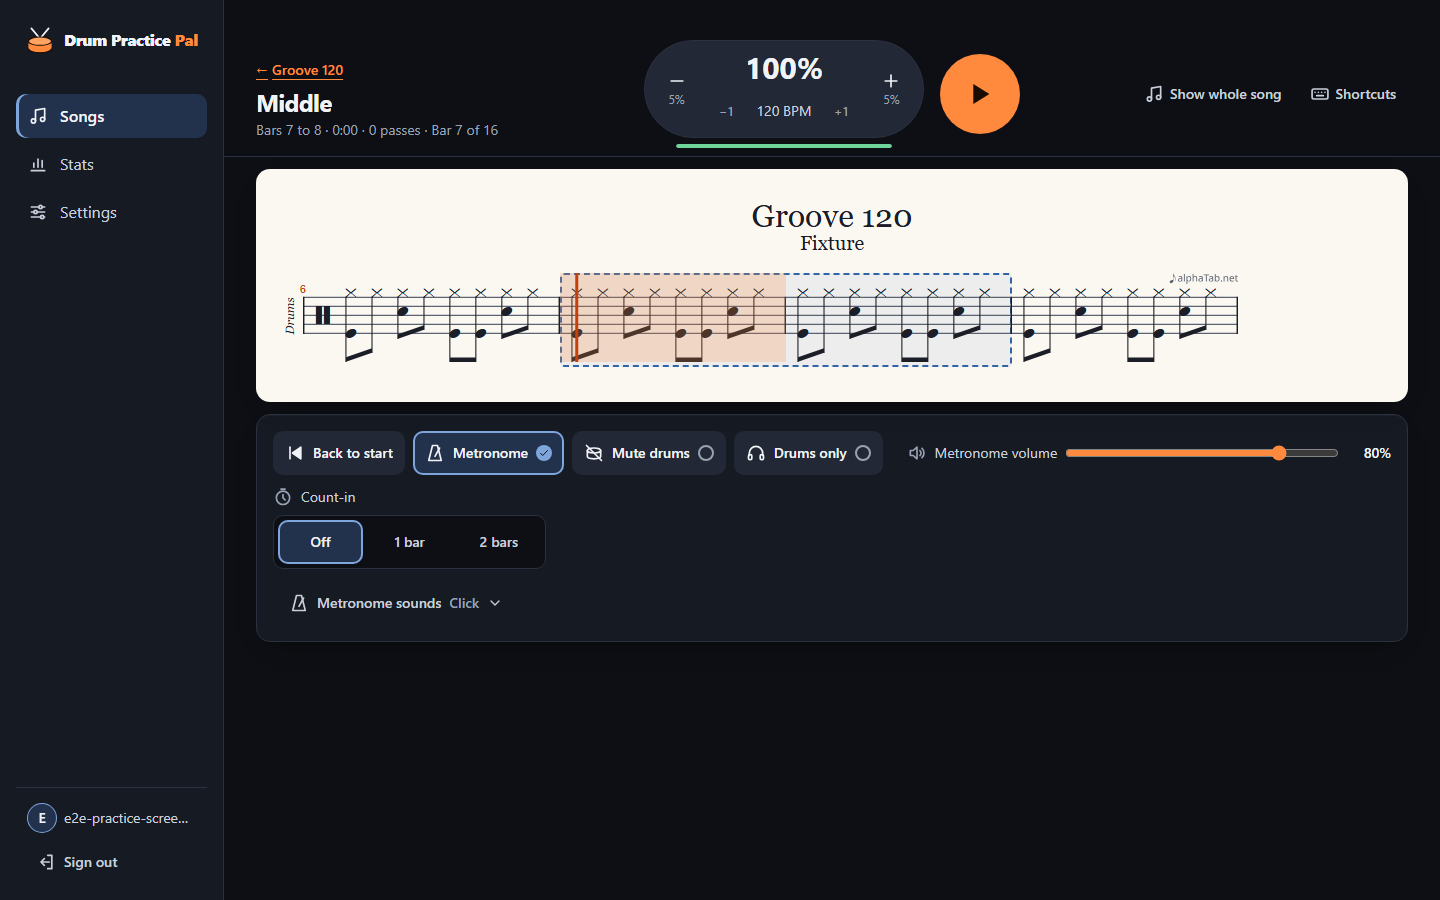 Drum Practice Pal
Songs
Stats
Settings
e2e-practice-scree...
Sign out
← Groove 120
Middle
Bars 7 to 8 · 0:00 · 0 passes · Bar 7 of 16
100%
5%
−1 120 BPM +1
5%
Show whole song
Shortcuts
Groove 120
Fixture
alphaTab.net
6
Drums
Back to start
Metronome
Mute drums
Drums only
Metronome volume
80%
Count-in
Off
1 bar
2 bars
Metronome sounds Click
E